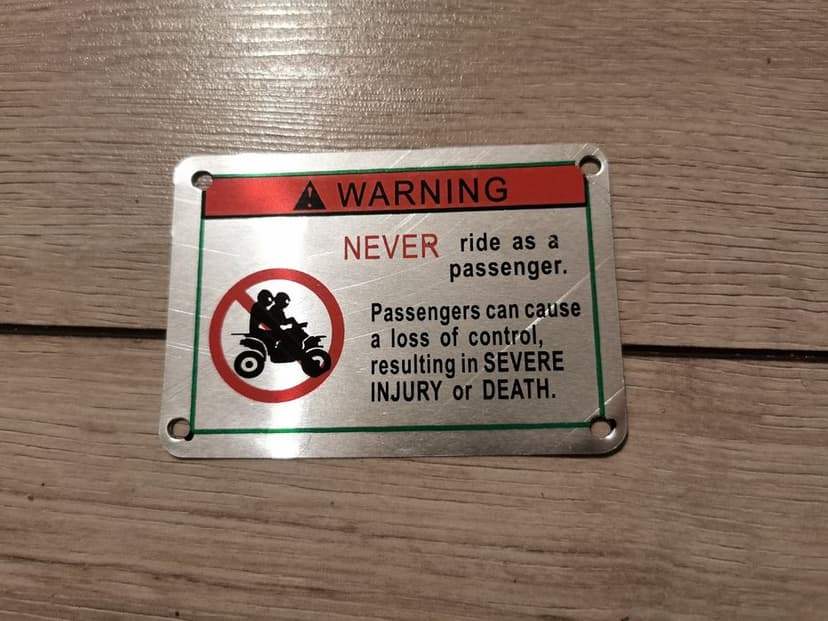 WARNING
NEVER ride as a
passenger.
Passengers can cause
a loss of control,
resulting in SEVERE
INJURY or DEATH.